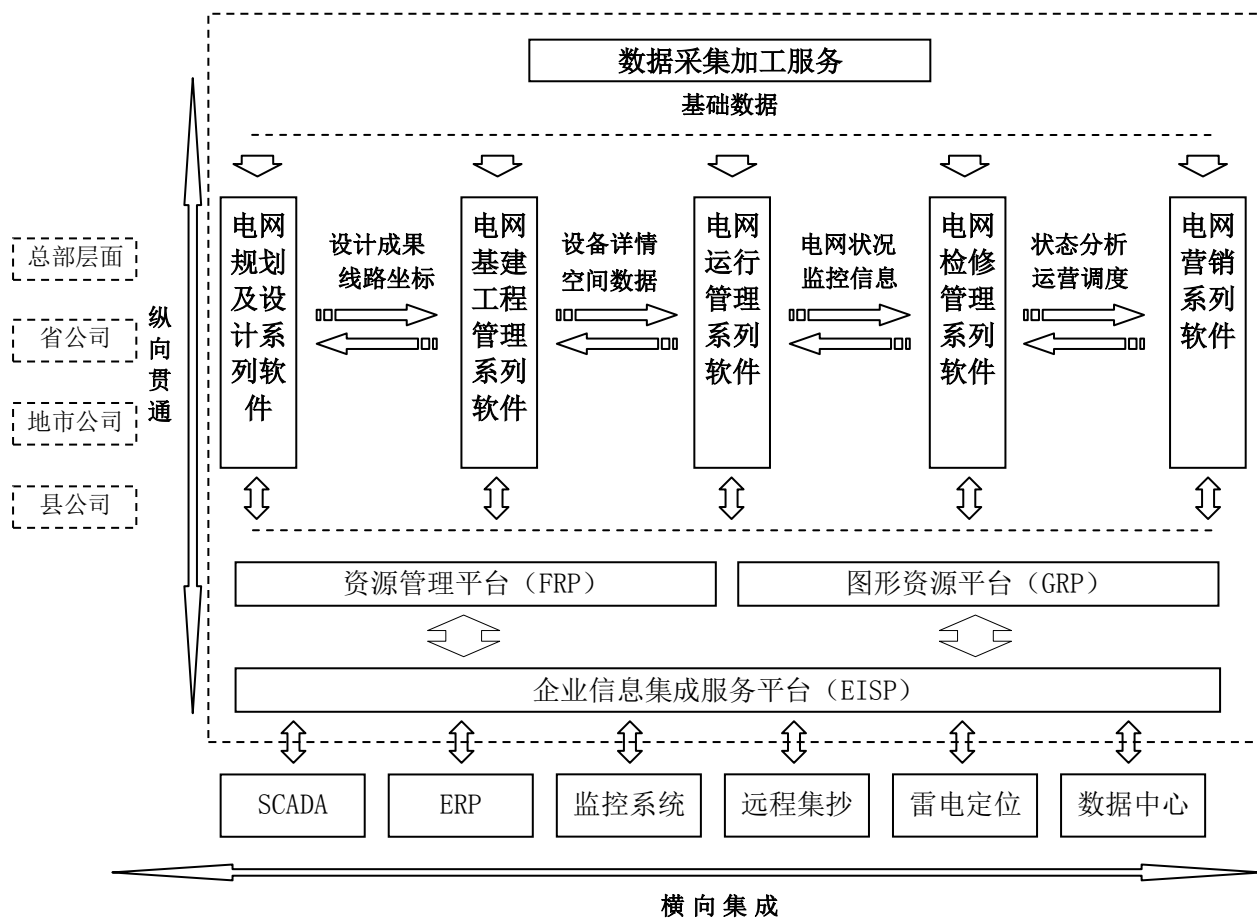 数据采集加工服务
基础数据
电网
规划
及设
计系
列软
件
设计成果
线路坐标
电网
基建
工程
管理
系列
软件
设备详情
空间数据
电网
运行
管理
系列
软件
电网状况
监控信息
电网
检修
管理
系列
软件
状态分析
运营调度
电网
营销
系列
软件
总部层面
省公司
地市公司
县公司
纵
向
贯
通
资源管理平台（FRP）
图形资源平台（GRP）
企业信息集成服务平台（EISP）
SCADA
ERP
监控系统
远程集抄
雷电定位
数据中心
横向集成